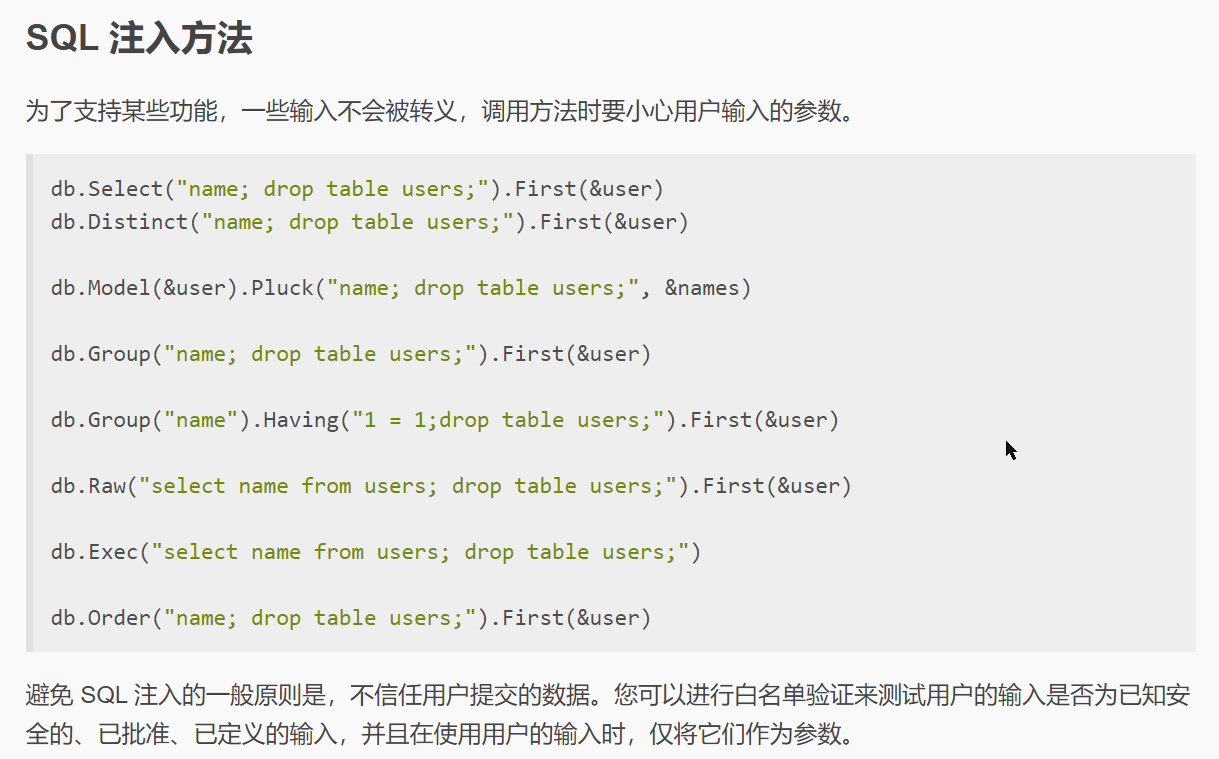 SQL 注入方法
为了支持某些功能，一些输入不会被转义，调用方法时要小心用户输入的参数。
db.Select("name; drop table users;").First(&user)
db.Distinct("name; drop table users;").First(&user)
db.Model(&user).Pluck("name; drop table users;", &names)
db.Group("name; drop table users;").First(&user)
db.Group("name").Having("1 = 1;drop table users;").First(&user)
db.Raw("select name from users; drop table users;").First(&user)
db.Exec("select name from users; drop table users;")
db.Order("name; drop table users;").First(&user)
避免 SQL 注入的一般原则是，不信任用户提交的数据。您可以进行白名单验证来测试用户的输入是否为已知安
全的、已批准、已定义的输入，并且在使用用户的输入时，仅将它们作为参数。